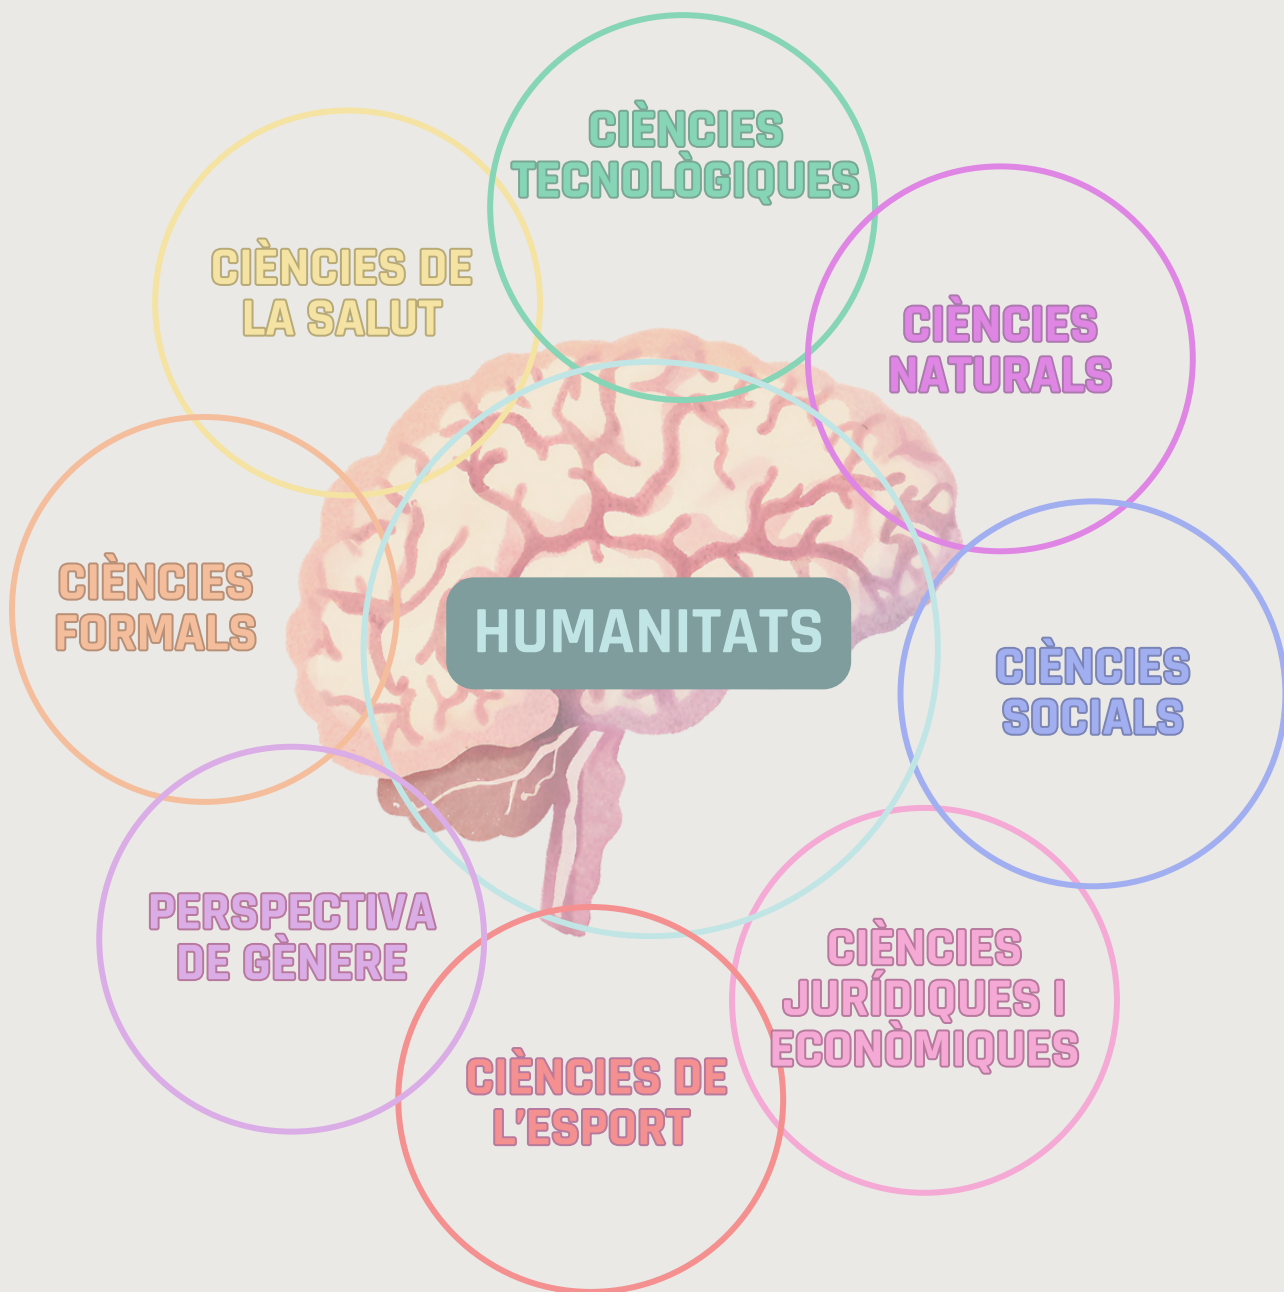 CIÈNCIES
TECNOLÒGIQUES
CIÈNCIES DE
LA SALUT
CIÈNCIES
NATURALS
CIÈNCIES
FORMALS
HUMANITATS
CIÈNCIES
SOCIALS
PERSPECTIVA
DE GÈNERE
CIÈNCIES
JURÍDIQUES I
ECONÒMIQUES
CIÈNCIES DE
L'ESPORT